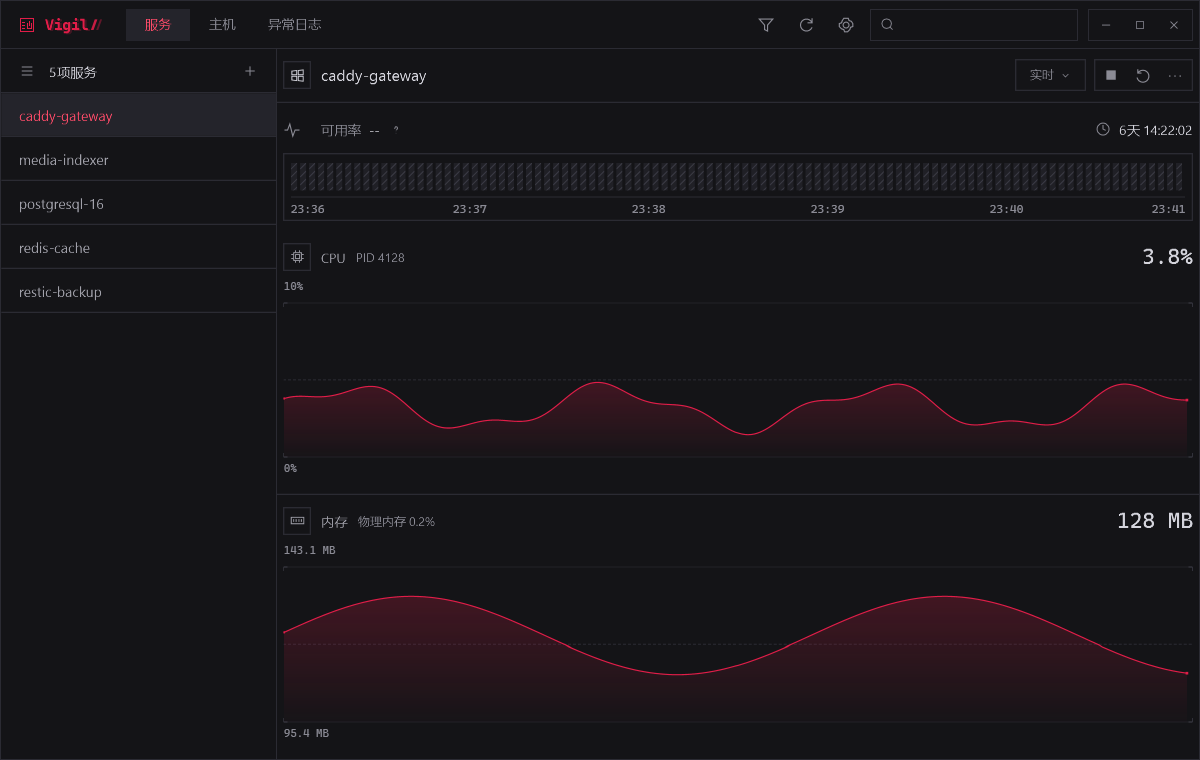 Vigil// 服务 主机 异常日志
5项服务
caddy-gateway
media-indexer
postgresql-16
redis-cache
restic-backup
caddy-gateway 实时
可用率 -- ? 6天 14:22:02
23:36 23:37 23:38 23:39 23:40 23:41
CPU PID 4128 3.8%
10%
0%
内存 物理内存 0.2% 128 MB
143.1 MB
95.4 MB